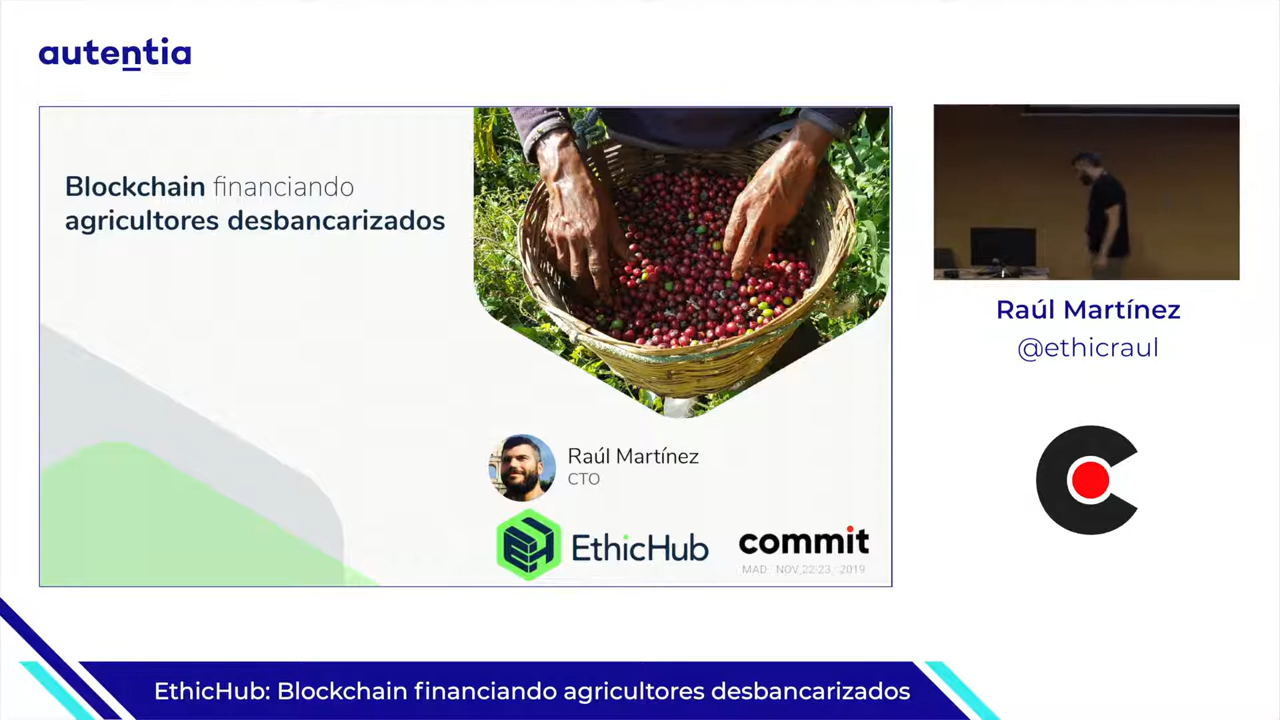 autentia
Blockchain financiando
agricultores desbancarizados
Raúl Martínez
CTO
EthicHub
commit
MAD NOV,22-23, 2019
Raúl Martínez
@ethicraul
EthicHub: Blockchain financiando agricultores desbancarizados